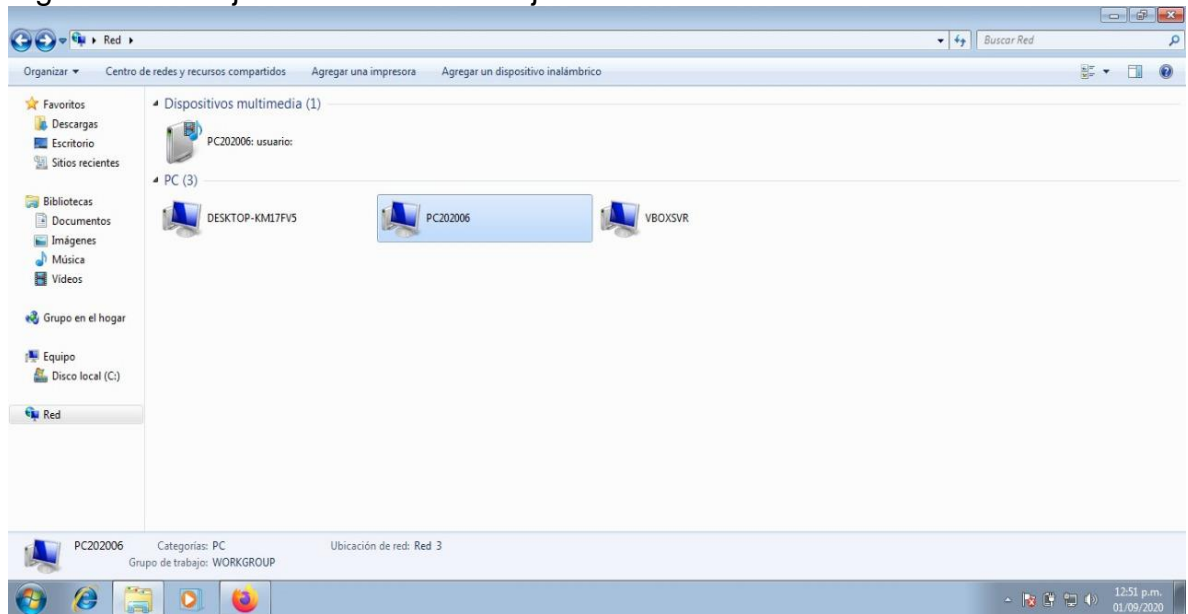 Red
Buscar Red
Organizar
Centro de redes y recursos compartidos
Agregar una impresora
Agregar un dispositivo inalámbrico
Favoritos
Descargas
Escritorio
Sitios recientes
Bibliotecas
Documentos
Imágenes
Música
Vídeos
Grupo en el hogar
Equipo
Disco local (C:)
Red
Dispositivos multimedia (1)
PC202006: usuario:
PC (3)
DESKTOP-KM17FV5
PC202006
VBOXSVR
PC202006
Categorías: PC
Ubicación de red: Red 3
Grupo de trabajo: WORKGROUP
12:51 p.m.
01/09/2020